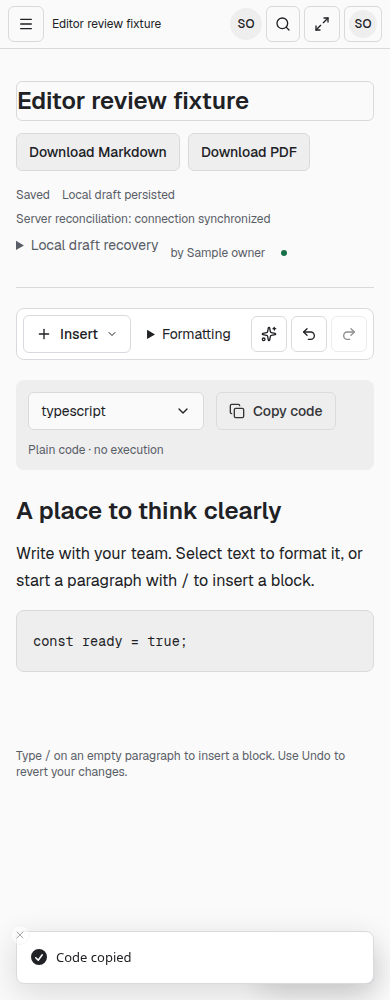 Editor review fixture
SO
SO
Editor review fixture
Download Markdown
Download PDF
Saved
Local draft persisted
Server reconciliation: connection synchronized
Local draft recovery
by Sample owner
Insert
Formatting
typescript
Copy code
Plain code · no execution
A place to think clearly
Write with your team. Select text to format it, or
start a paragraph with / to insert a block.
const ready = true;
Type / on an empty paragraph to insert a block. Use Undo to
revert your changes.
Code copied